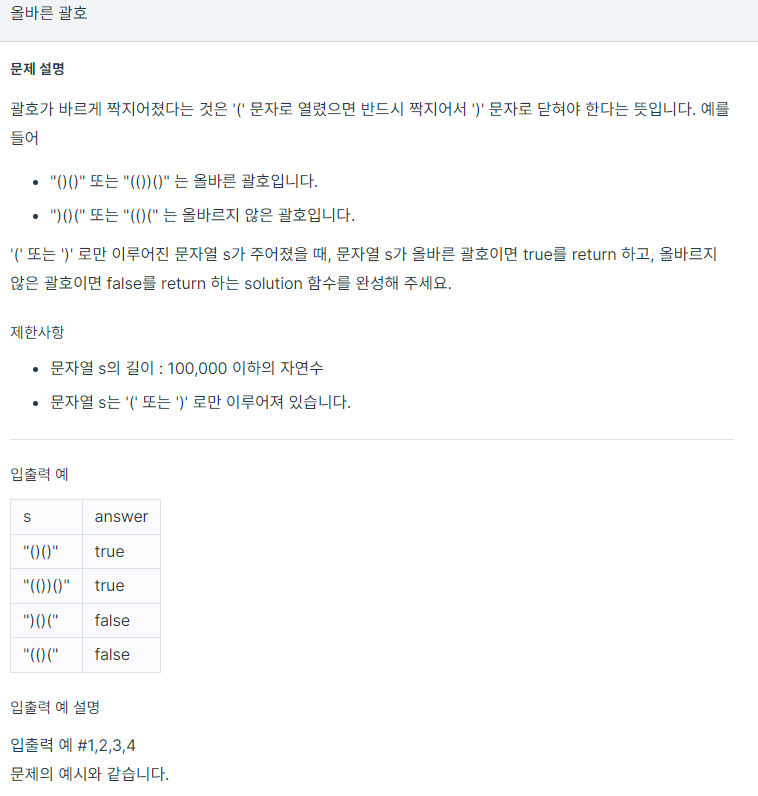 올바른 괄호
문제 설명
괄호가 바르게 짝지어졌다는 것은 '(' 문자로 열렸으면 반드시 짝지어서 ')' 문자로 닫혀야 한다는 뜻입니다. 예를
들어
• "()()" 또는 "(())()" 는 올바른 괄호입니다.
• ")()(" 또는 "(()(" 는 올바르지 않은 괄호입니다.
'(' 또는 ')' 로만 이루어진 문자열 s가 주어졌을 때, 문자열 s가 올바른 괄호이면 true를 return 하고, 올바르지
않은 괄호이면 false를 return 하는 solution 함수를 완성해 주세요.
제한사항
• 문자열 s의 길이 : 100,000 이하의 자연수
• 문자열 s는 '(' 또는 ')' 로만 이루어져 있습니다.
입출력 예
s answer
"()()" true
"(())()" true
")()(" false
"(()(" false
입출력 예 설명
입출력 예 #1,2,3,4
문제의 예시와 같습니다.